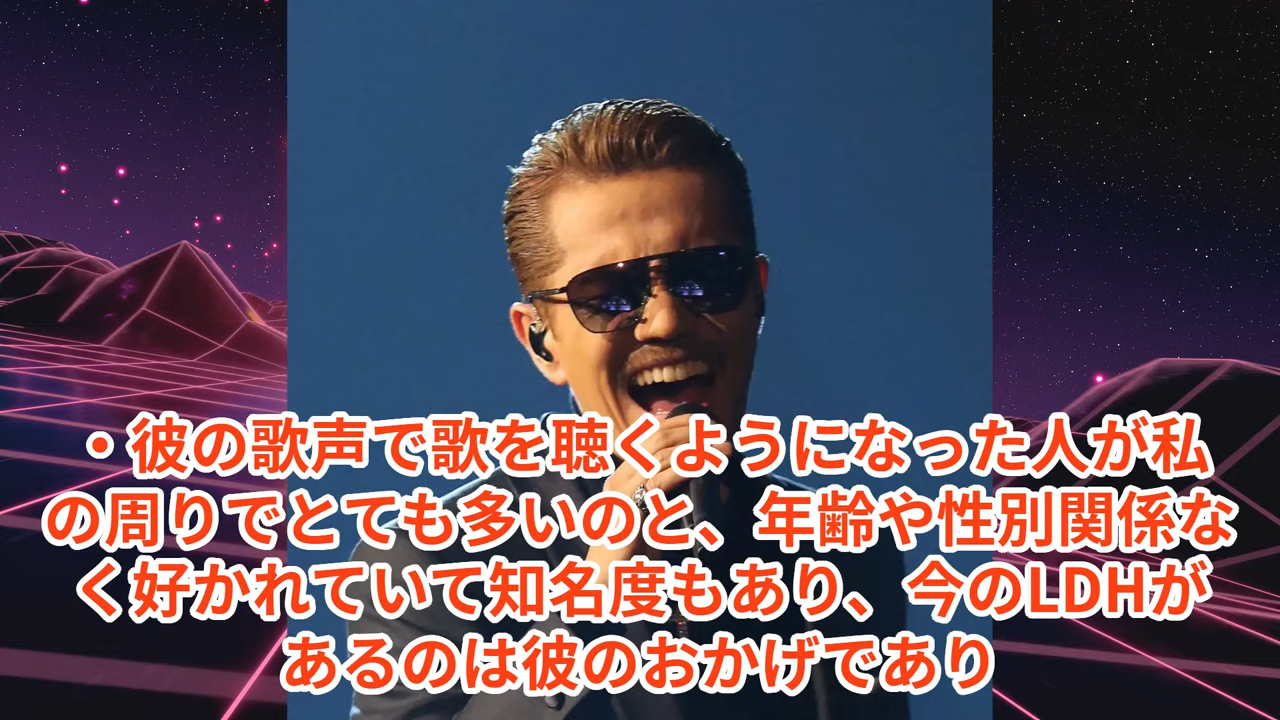 ・彼の歌声で歌を聴くようになった人が私
の周りでとても多いのと、年齢や性別関係な
く好かれていて知名度もあり、今のLDHが
あるのは彼のおかげであり